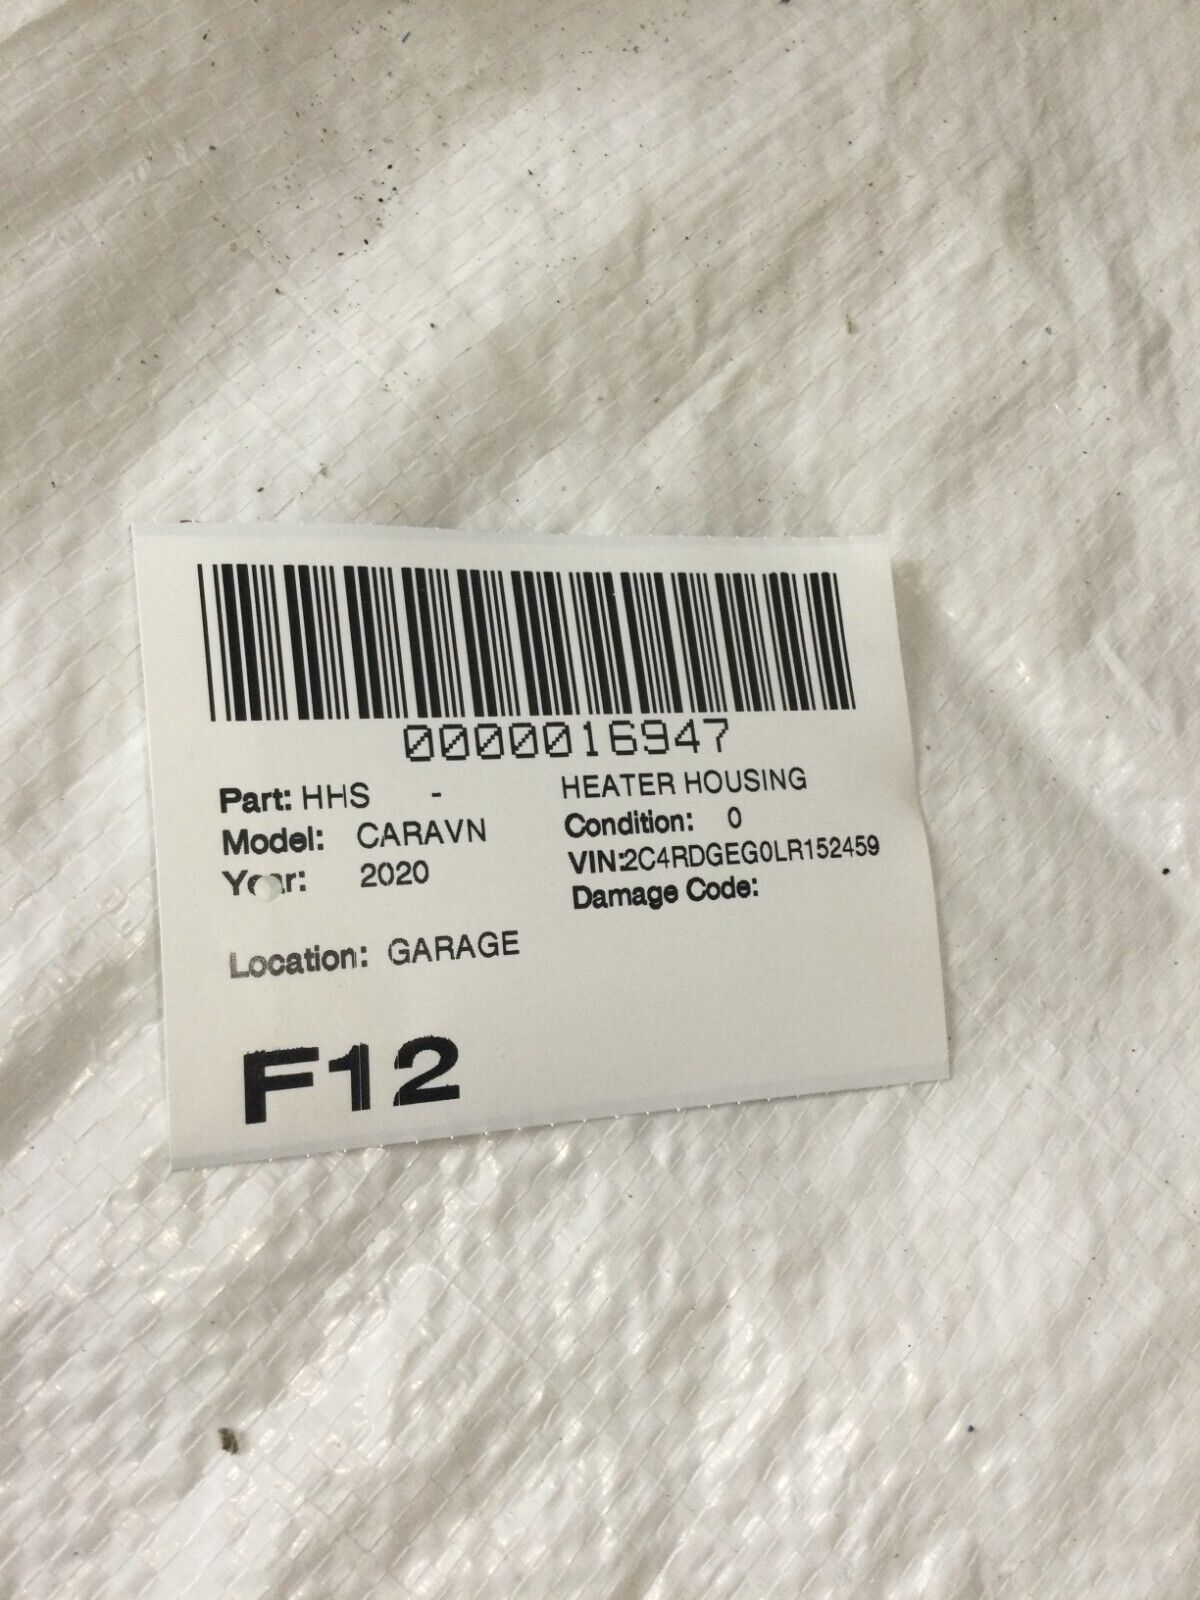 0000016947
Part: HHS - HEATER HOUSING
Model: CARAVN Condition: 0
Year: 2020 VIN:2C4RDGEG0LR152459
Damage Code:
Location: GARAGE
F12